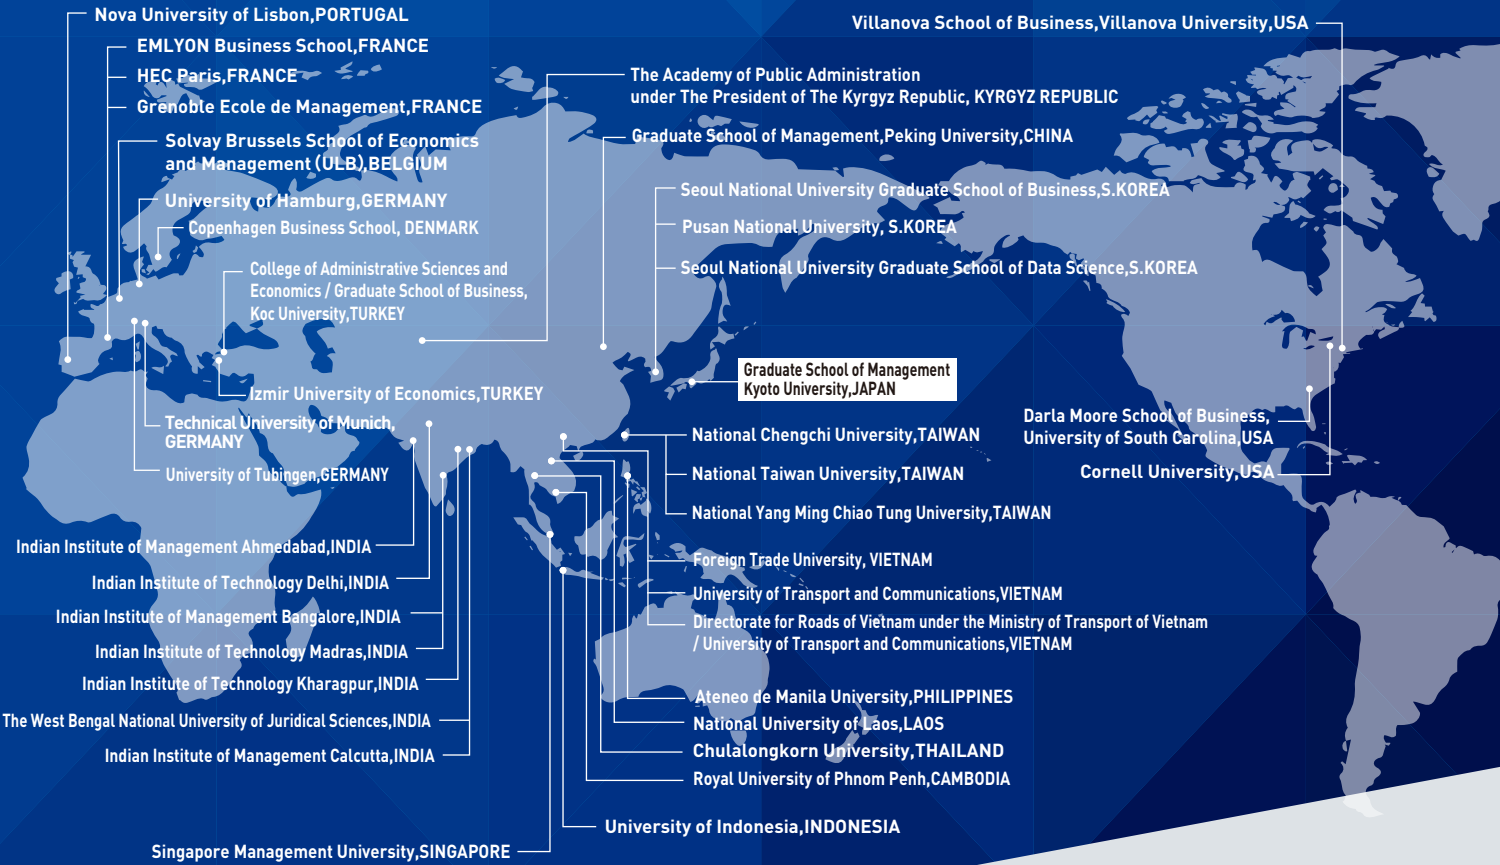 Nova University of Lisbon,PORTUGAL
EMLYON Business School,FRANCE
HEC Paris,FRANCE
Grenoble Ecole de Management,FRANCE
Solvay Brussels School of Economics
and Management (ULB),BELGIUM
University of Hamburg,GERMANY
Copenhagen Business School, DENMARK
College of Administrative Sciences and
Economics / Graduate School of Business,
Koc University,TURKEY
Izmir University of Economics,TURKEY
Technical University of Munich,
GERMANY
University of Tubingen,GERMANY
Indian Institute of Management Ahmedabad,INDIA
Indian Institute of Technology Delhi,INDIA
Indian Institute of Management Bangalore,INDIA
Indian Institute of Technology Madras,INDIA
Indian Institute of Technology Kharagpur,INDIA
The West Bengal National University of Juridical Sciences,INDIA
Indian Institute of Management Calcutta,INDIA
Singapore Management University,SINGAPORE
The Academy of Public Administration
under The President of The Kyrgyz Republic, KYRGYZ REPUBLIC
Graduate School of Management,Peking University,CHINA
Seoul National University Graduate School of Business,S.KOREA
Pusan National University, S.KOREA
Seoul National University Graduate School of Data Science,S.KOREA
Graduate School of Management
Kyoto University,JAPAN
National Chengchi University,TAIWAN
National Taiwan University,TAIWAN
National Yang Ming Chiao Tung University,TAIWAN
Foreign Trade University, VIETNAM
University of Transport and Communications,VIETNAM
Directorate for Roads of Vietnam under the Ministry of Transport of Vietnam
/ University of Transport and Communications,VIETNAM
Ateneo de Manila University,PHILIPPINES
National University of Laos,LAOS
Chulalongkorn University,THAILAND
Royal University of Phnom Penh,CAMBODIA
University of Indonesia,INDONESIA
Villanova School of Business,Villanova University,USA
Darla Moore School of Business,
University of South Carolina,USA
Cornell University,USA